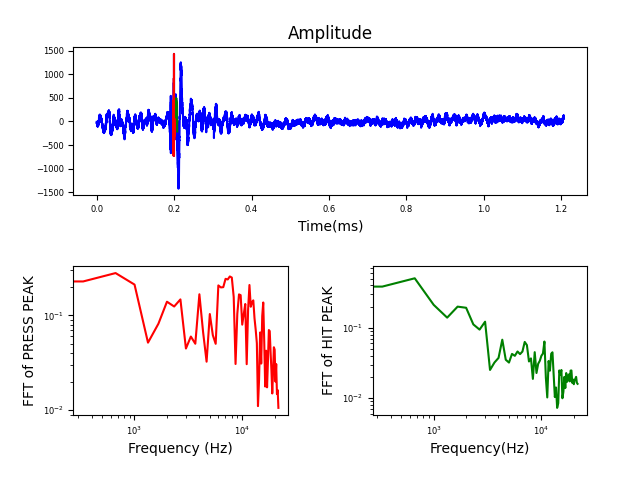 Amplitude
1500
1000
500
0
−500
−1000
−1500
0.0 0.2 0.4 0.6 0.8 1.0 1.2
Time(ms)
FFT of PRESS PEAK
10⁻¹
10⁻²
10³ 10⁴
Frequency (Hz)
FFT of HIT PEAK
10⁻¹
10⁻²
10³ 10⁴
Frequency(Hz)